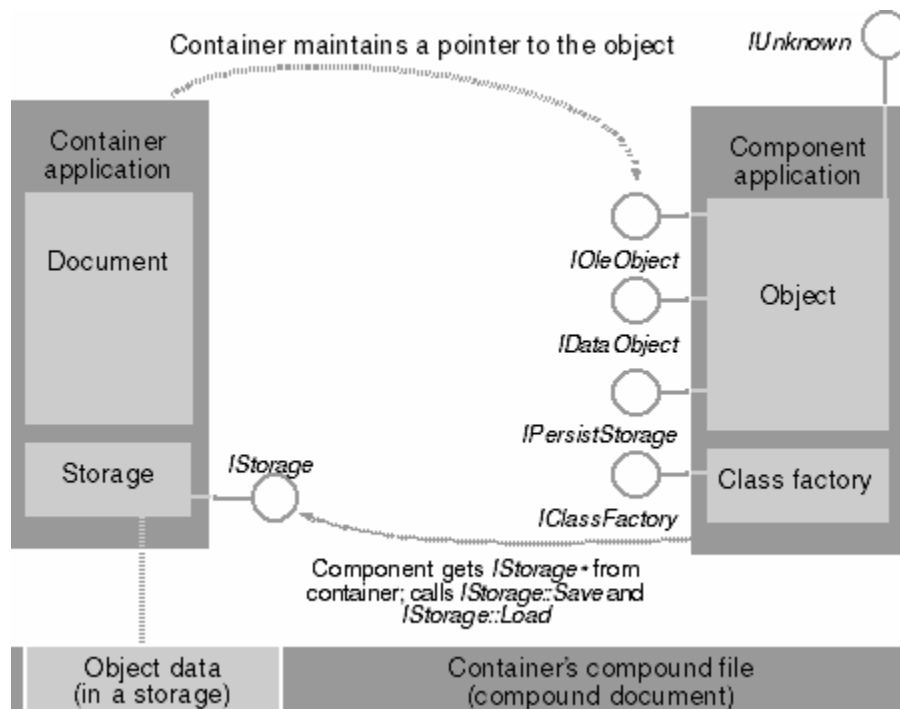 Container maintains a pointer to the object
IUnknown
Container
application
Document
Storage
IStorage
Component
application
IOleObject
Object
IDataObject
IPersistStorage
Class factory
IClassFactory
Component gets IStorage* from
container; calls IStorage::Save and
IStorage::Load
Object data
(in a storage)
Container's compound file
(compound document)